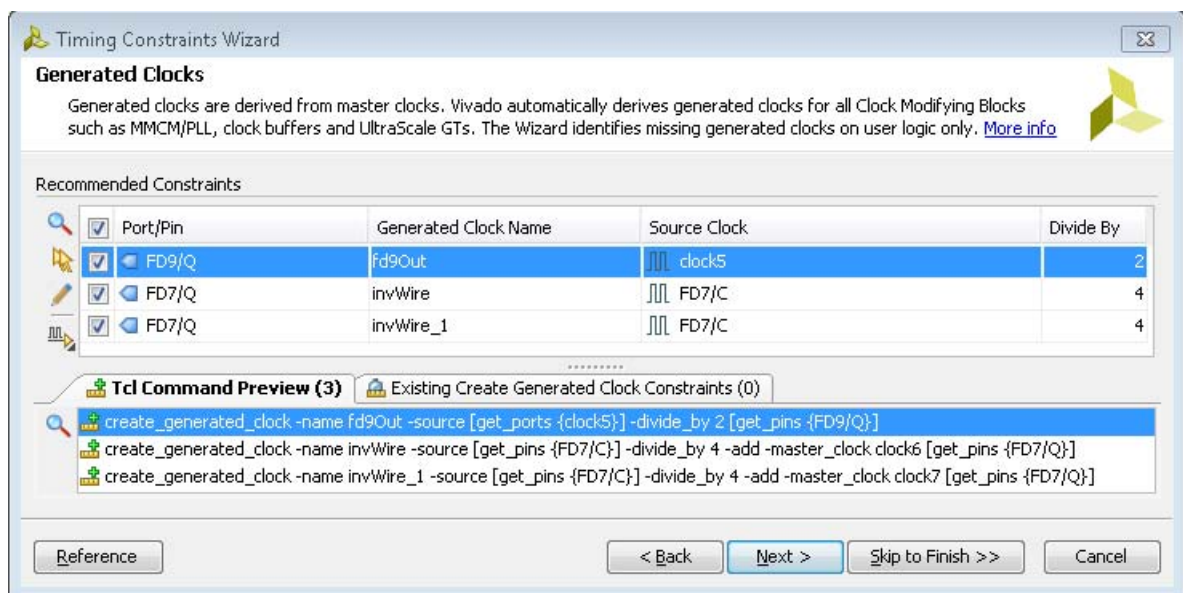 Timing Constraints Wizard
Generated Clocks
Generated clocks are derived from master clocks. Vivado automatically derives generated clocks for all Clock Modifying Blocks
such as MMCM/PLL, clock buffers and UltraScale GTs. The Wizard identifies missing generated clocks on user logic only. More info
Recommended Constraints
Port/Pin Generated Clock Name Source Clock Divide By
FD9/Q fd9Out clock5 2
FD7/Q invWire FD7/C 4
FD7/Q invWire_1 FD7/C 4
Tcl Command Preview (3) Existing Create Generated Clock Constraints (0)
create_generated_clock -name fd9Out -source [get_ports {clock5}] -divide_by 2 [get_pins {FD9/Q}]
create_generated_clock -name invWire -source [get_pins {FD7/C}] -divide_by 4 -add -master_clock clock6 [get_pins {FD7/Q}]
create_generated_clock -name invWire_1 -source [get_pins {FD7/C}] -divide_by 4 -add -master_clock clock7 [get_pins {FD7/Q}]
Reference < Back Next > Skip to Finish >> Cancel